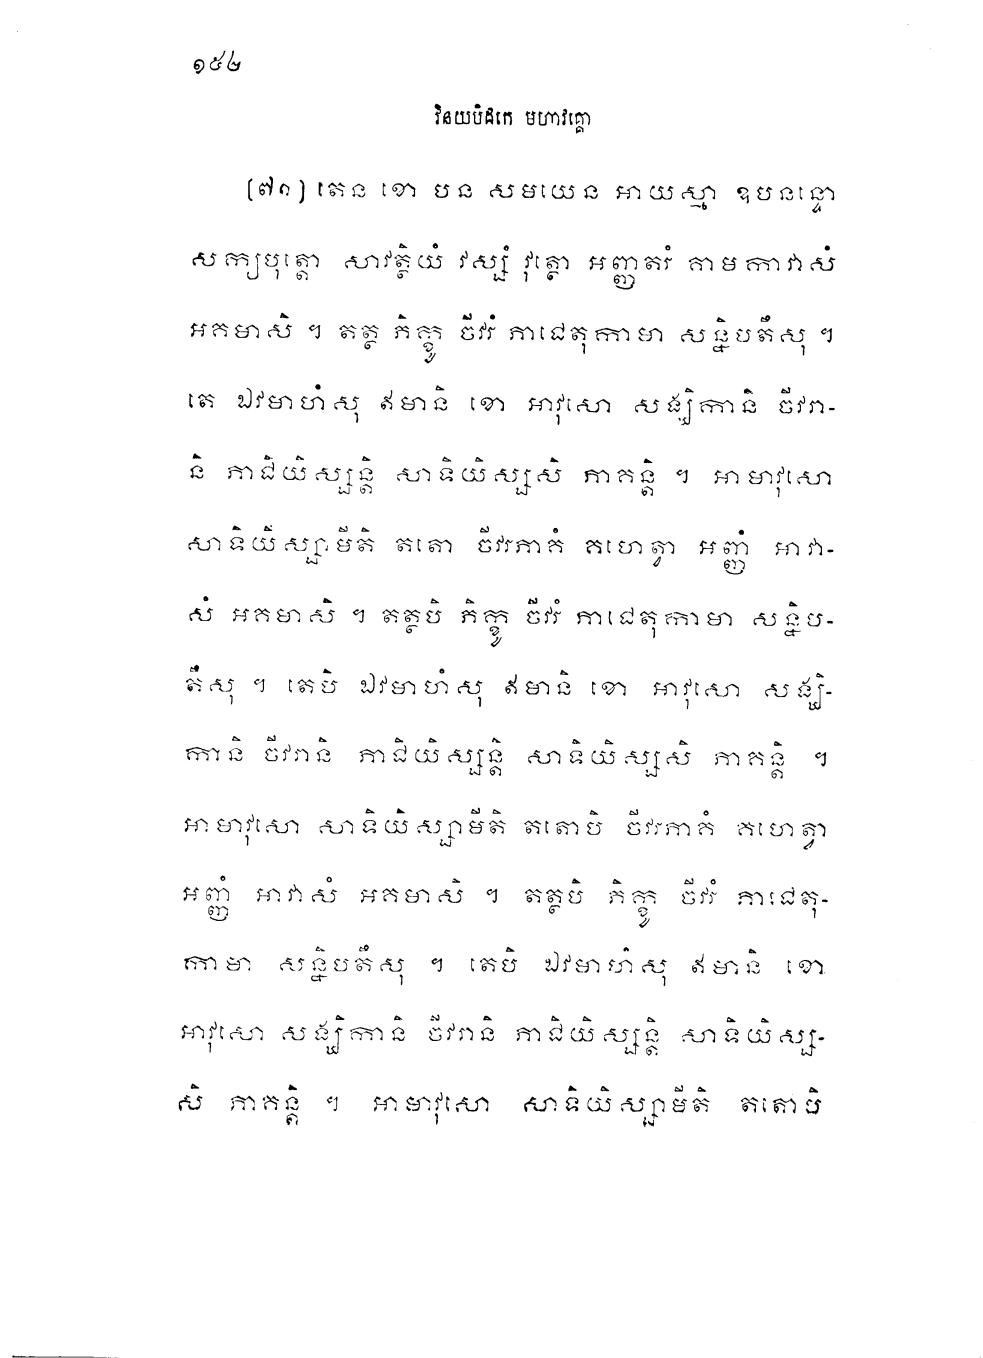 ១៥២
វិនយបិដកេ មហាវគ្គោ
(៧១) តេន ខោ បន សមយេន អាយស្មា ឧបនន្ទោ
សក្យបុត្តោ សាវត្ថិយំ វស្សំ វុត្ថោ អញ្ញតរំ គាមកាវាសំ
អគមាសិ ។ តត្ថ ភិក្ខូ ចីវរំ ភាជេតុកាមា សន្និបតឹសុ ។
តេ ឯវមាហំសុ ឥមានិ ខោ អាវុសោ សង្ឃិកានិ ចីវរា-
និ ភាជិយិស្សន្តិ សាទិយិស្សសិ ភាគន្តិ ។ អាមាវុសោ
សាទិយិស្សាមីតិ តតោ ចីវរភាគំ គហេត្វា អញ្ញំ អាវា-
សំ អគមាសិ ។ តត្ថបិ ភិក្ខូ ចីវរំ ភាជេតុកាមា សន្និប-
តឹសុ ។ តេបិ ឯវមាហំសុ ឥមានិ ខោ អាវុសោ សង្ឃិ-
កានិ ចីវរានិ ភាជិយិស្សន្តិ សាទិយិស្សសិ ភាគន្តិ ។
អាមាវុសោ សាទិយិស្សាមីតិ តតោបិ ចីវរភាគំ គហេត្វា
អញ្ញំ អាវាសំ អគមាសិ ។ តត្ថបិ ភិក្ខូ ចីវរំ ភាជេតុ-
កាមា សន្និបតឹសុ ។ តេបិ ឯវមាហំសុ ឥមានិ ខោ
អាវុសោ សង្ឃិកានិ ចីវរានិ ភាជិយិស្សន្តិ សាទិយិស្ស-
សិ ភាគន្តិ ។ អាមាវុសោ សាទិយិស្សាមីតិ តតោបិ